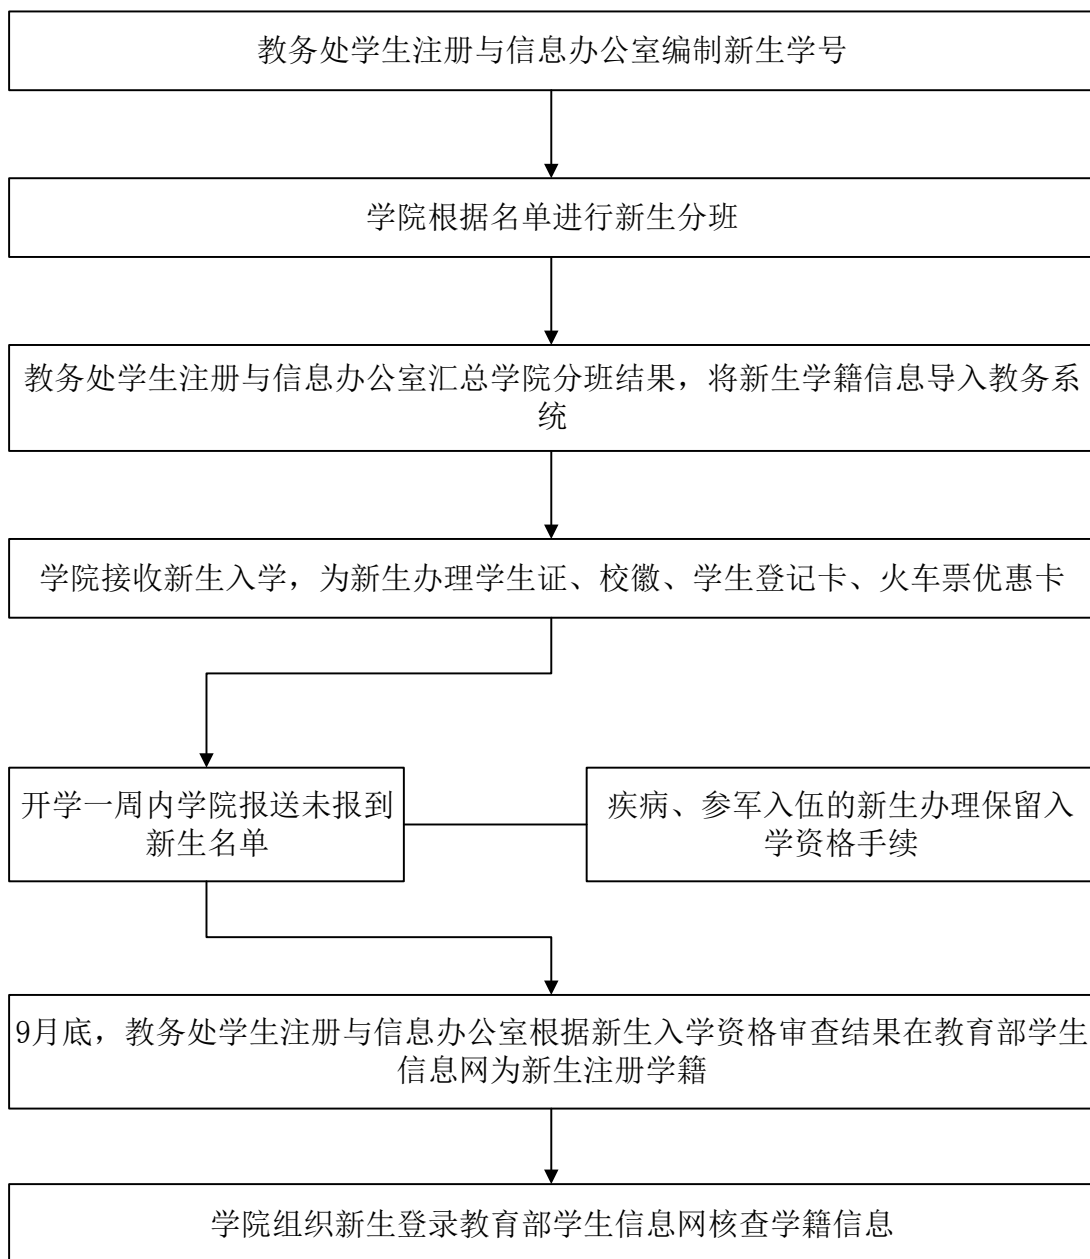 教务处学生注册与信息办公室编制新生学号
学院根据名单进行新生分班
教务处学生注册与信息办公室汇总学院分班结果，将新生学籍信息导入教务系
统
学院接收新生入学，为新生办理学生证、校徽、学生登记卡、火车票优惠卡
开学一周内学院报送未报到
新生名单
疾病、参军入伍的新生办理保留入
学资格手续
9月底，教务处学生注册与信息办公室根据新生入学资格审查结果在教育部学生
信息网为新生注册学籍
学院组织新生登录教育部学生信息网核查学籍信息